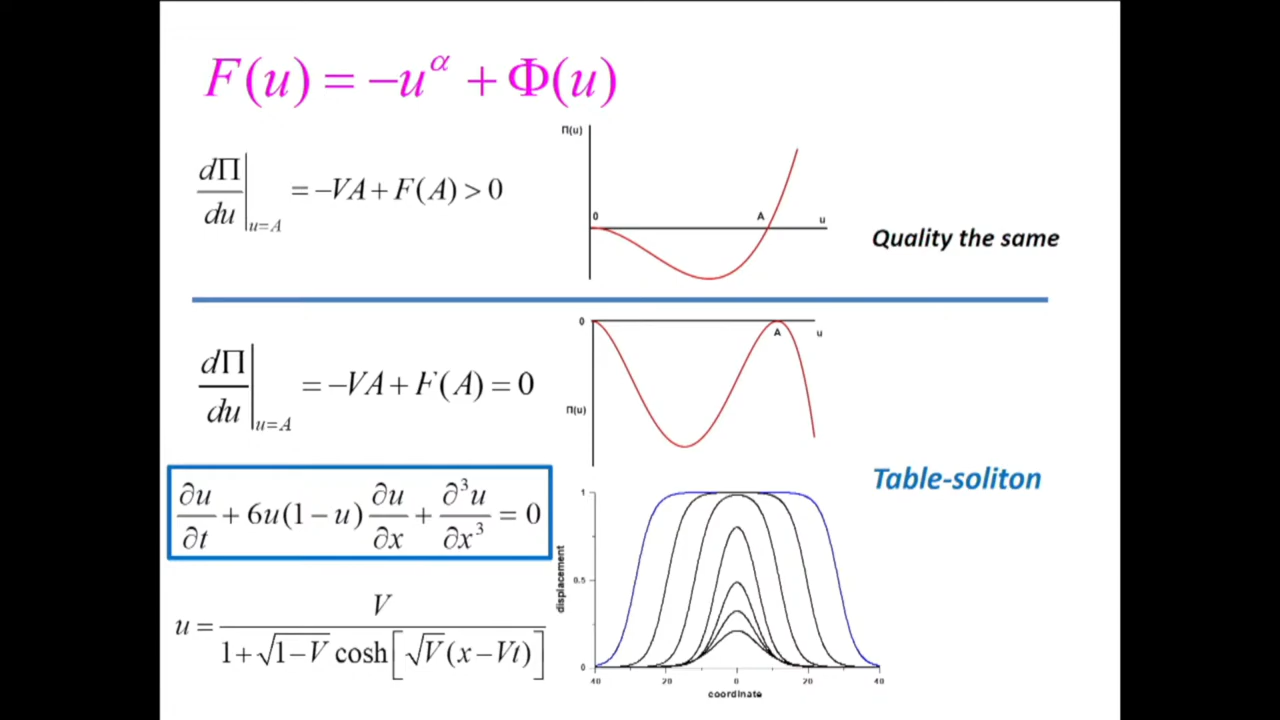 F(u) = −u^α + Φ(u)
dΠ/du|_{u=A} = −VA + F(A) > 0
Π(u)
0 A u
Quality the same
0 A u
Π(u)
dΠ/du|_{u=A} = −VA + F(A) = 0
Table-soliton
∂u/∂t + 6u(1 − u) ∂u/∂x + ∂³u/∂x³ = 0
u = V / (1 + √(1 − V) cosh[√V (x − Vt)])
displacement
1
0.5
0
40 20 0 20 40
coordinate